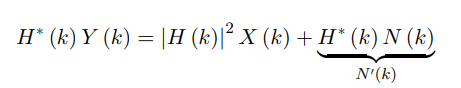 H* (k) Y (k) = |H (k)|² X (k) + H* (k) N (k)
N′(k)